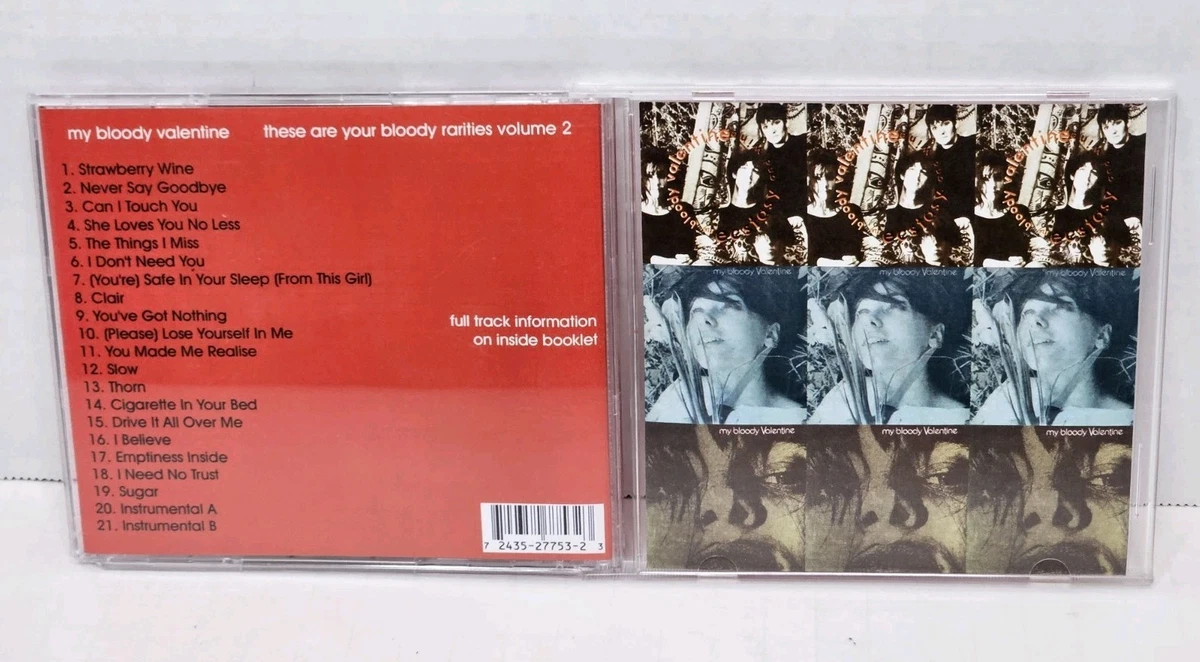 my bloody valentine these are your bloody rarities volume 2
1. Strawberry Wine
2. Never Say Goodbye
3. Can I Touch You
4. She Loves You No Less
5. The Things I Miss
6. I Don't Need You
7. (You're) Safe In Your Sleep (From This Girl)
8. Clair
9. You've Got Nothing
10. (Please) Lose Yourself In Me
11. You Made Me Realise
12. Slow
13. Thorn
14. Cigarette In Your Bed
15. Drive It All Over Me
16. I Believe
17. Emptiness Inside
18. I Need No Trust
19. Sugar
20. Instrumental A
21. Instrumental B
full track information
on inside booklet
7 2435-27753-2 3
bloody valentine
bloody valentine
bloody valentine
my bloody Valentine
my bloody Valentine
my bloody Valentine
my bloody Valentine
my bloody Valentine
my bloody Valentine